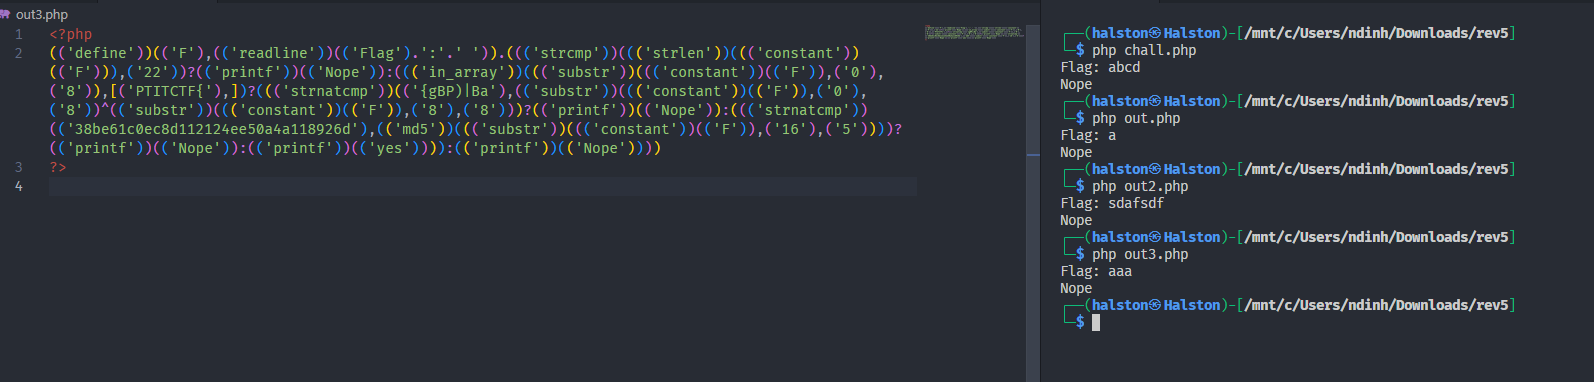 out3.php
1 <?php
2 (('define'))(('F'),(('readline'))(('Flag').':'.' ')).((('strcmp'))((('strlen'))((('constant'))
(('F'))),('22'))?(('printf'))(('Nope')):((('in_array'))((('substr'))((('constant'))(('F')),('0'),
('8')),[('PTITCTF{'),])?((('strnatcmp'))(('{gBP)|Ba'),(('substr'))((('constant'))(('F')),('0'),
('8'))^(('substr'))((('constant'))(('F')),('8'),('8')))?(('printf'))(('Nope')):(('strnatcmp'))
(('38be61c0ec8d112124ee50a4a118926d'),(('md5'))((('substr'))((('constant'))(('F')),('16'),('5'))))?
(('printf'))(('Nope')):(('printf'))(('yes')))):(('printf'))(('Nope'))))
3 ?>
4
┌──(halston㉿Halston)-[/mnt/c/Users/ndinh/Downloads/rev5]
└─$ php chall.php
Flag: abcd
Nope
┌──(halston㉿Halston)-[/mnt/c/Users/ndinh/Downloads/rev5]
└─$ php out.php
Flag: a
Nope
┌──(halston㉿Halston)-[/mnt/c/Users/ndinh/Downloads/rev5]
└─$ php out2.php
Flag: sdafsdf
Nope
┌──(halston㉿Halston)-[/mnt/c/Users/ndinh/Downloads/rev5]
└─$ php out3.php
Flag: aaa
Nope
┌──(halston㉿Halston)-[/mnt/c/Users/ndinh/Downloads/rev5]
└─$